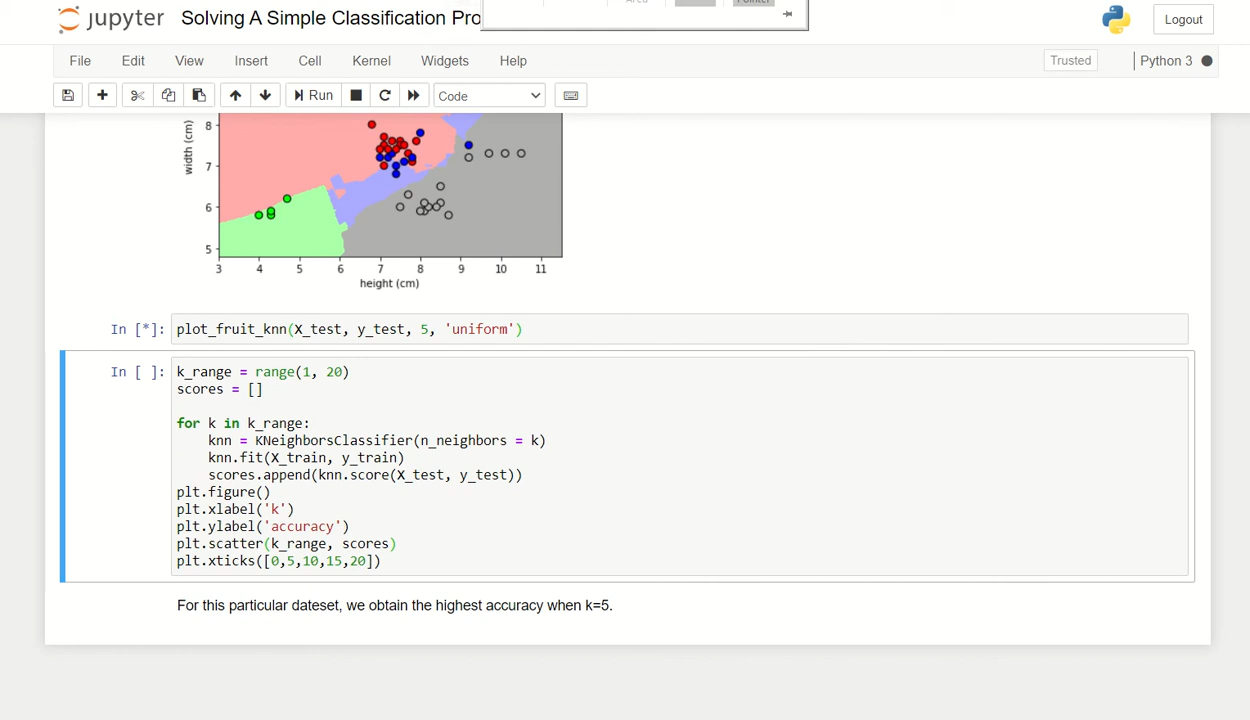 jupyter Solving A Simple Classification Pro
File Edit View Insert Cell Kernel Widgets Help Trusted Python 3 Logout
Run Code
width (cm)
8
7
6
5
3 4 5 6 7 8 9 10 11
height (cm)
In [*]: plot_fruit_knn(X_test, y_test, 5, 'uniform')
In [ ]: k_range = range(1, 20)
scores = []
for k in k_range:
knn = KNeighborsClassifier(n_neighbors = k)
knn.fit(X_train, y_train)
scores.append(knn.score(X_test, y_test))
plt.figure()
plt.xlabel('k')
plt.ylabel('accuracy')
plt.scatter(k_range, scores)
plt.xticks([0,5,10,15,20])
For this particular dateset, we obtain the highest accuracy when k=5.